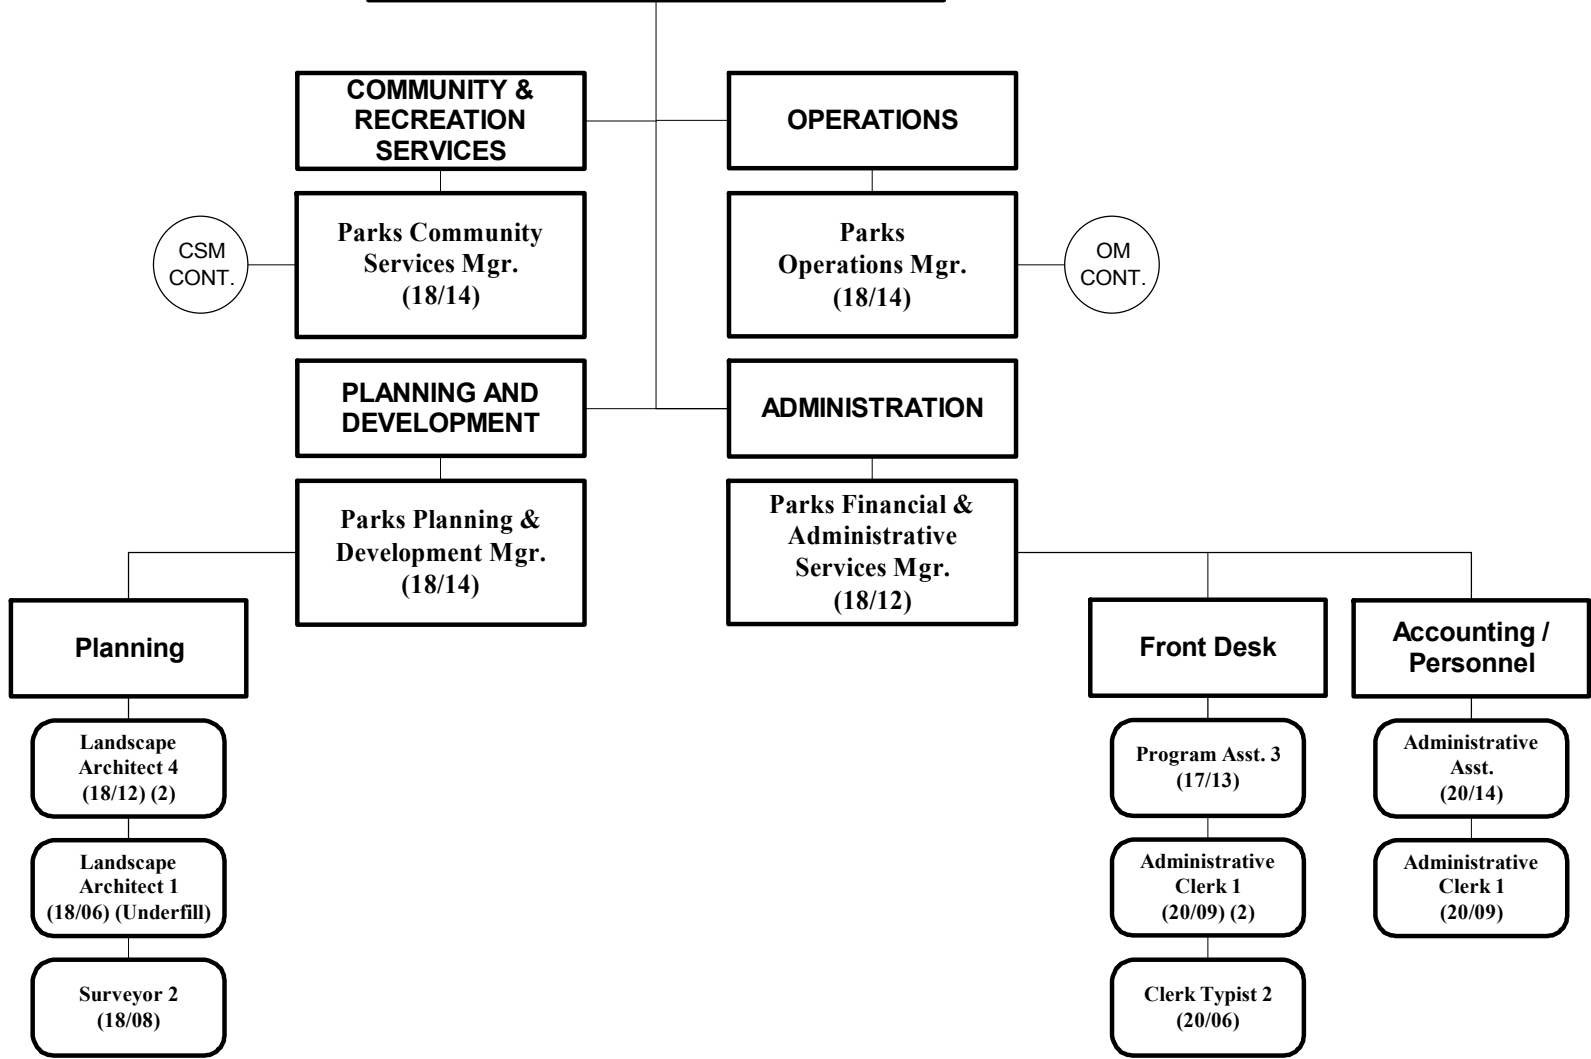 COMMUNITY &
RECREATION
SERVICES
OPERATIONS
CSM
CONT.
Parks Community
Services Mgr.
(18/14)
Parks
Operations Mgr.
(18/14)
OM
CONT.
PLANNING AND
DEVELOPMENT
ADMINISTRATION
Parks Planning &
Development Mgr.
(18/14)
Parks Financial &
Administrative
Services Mgr.
(18/12)
Planning
Front Desk
Accounting /
Personnel
Landscape
Architect 4
(18/12) (2)
Program Asst. 3
(17/13)
Administrative
Asst.
(20/14)
Landscape
Architect 1
(18/06) (Underfill)
Administrative
Clerk 1
(20/09) (2)
Administrative
Clerk 1
(20/09)
Surveyor 2
(18/08)
Clerk Typist 2
(20/06)